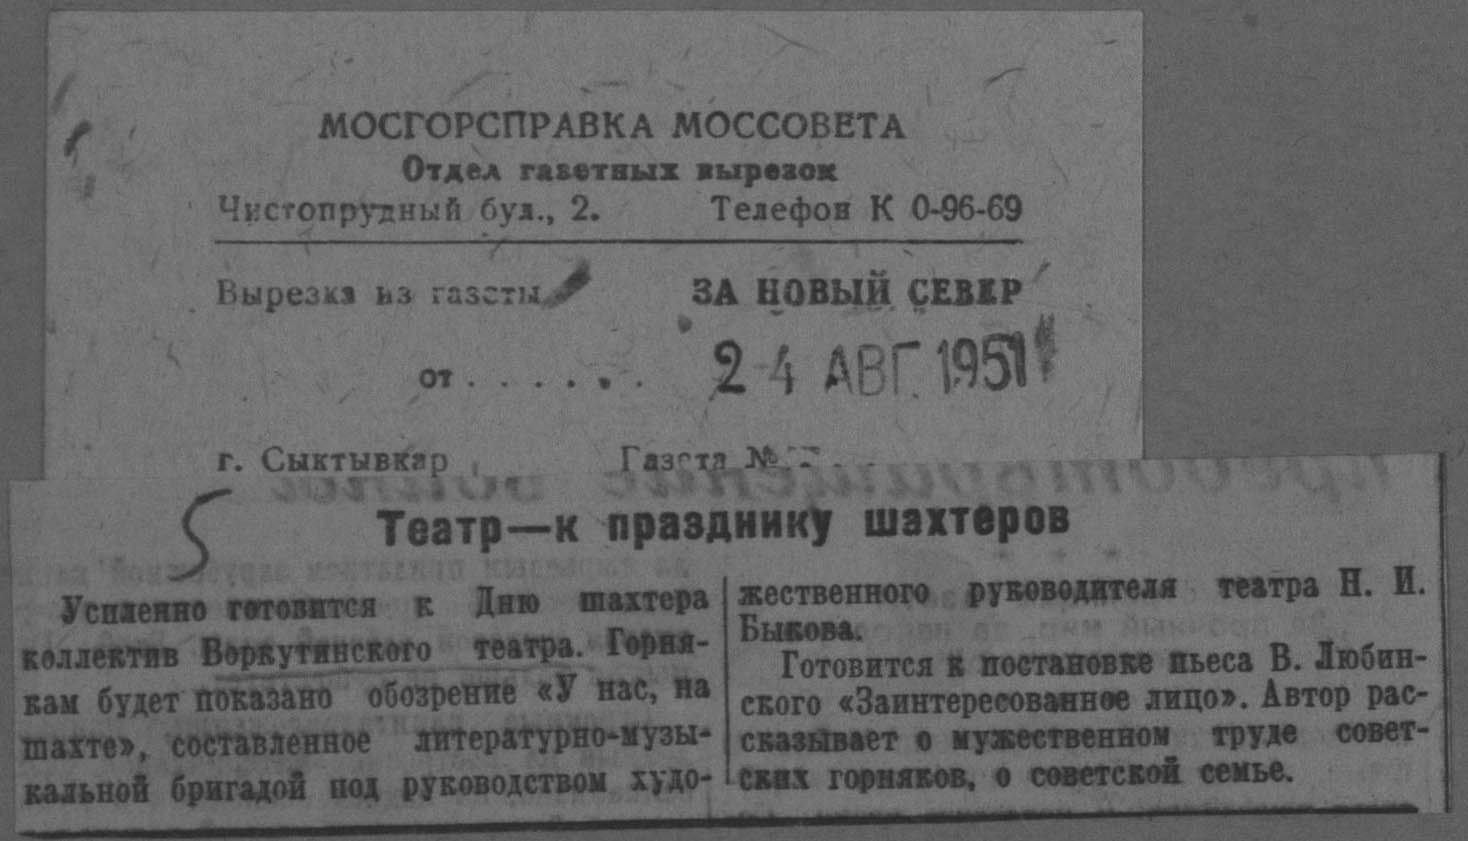 МОСГОРСПРАВКА МОССОВЕТА
Отдел газетных вырезок
Чистопрудный бул., 2. Телефон К 0-96-69
Вырезка из газеты ЗА НОВЫЙ СЕВЕР
от . . . . . .
24 АВГ. 1951
г. Сыктывкар Газета №
5
Театр—к празднику шахтеров
Усиленно готовится к Дню шахтера
коллектив Воркутинского театра. Горня-
кам будет показано обозрение «У нас, на
шахте», составленное литературно-музы-
кальной бригадой под руководством худо-
жественного руководителя театра Н. И.
Быкова.
Готовится к постановке пьеса В. Любин-
ского «Заинтересованное лицо». Автор рас-
сказывает о мужественном труде совет-
ских горняков, о советской семье.